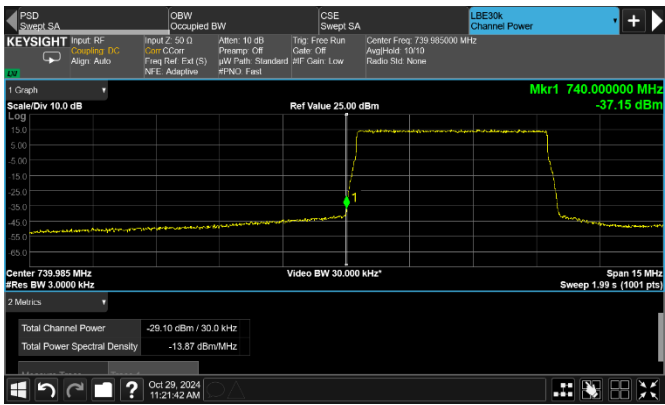 PSD
Swept SA
OBW
Occupied BW
CSE
Swept SA
LBE30k
Channel Power
KEYSIGHT
Input: RF
Coupling: DC
Align: Auto
Input Z: 50 Ω
Corr CCorr
Freq Ref: Ext (S)
NFE: Adaptive
Atten: 10 dB
Preamp: Off
µW Path: Standard
#PNO: Fast
Trig: Free Run
Gate: Off
#IF Gain: Low
Center Freq: 739.985000 MHz
Avg|Hold: 10/10
Radio Std: None
LV
1 Graph
Mkr1 740.000000 MHz
-37.15 dBm
Scale/Div 10.0 dB
Ref Value 25.00 dBm
Log
15.0
5.00
-5.00
-15.0
-25.0
-35.0
-45.0
-55.0
-65.0
1
Center 739.985 MHz
Video BW 30.000 kHz*
Span 15 MHz
#Res BW 3.0000 kHz
Sweep 1.99 s (1001 pts)
2 Metrics
Total Channel Power
-29.10 dBm / 30.0 kHz
Total Power Spectral Density
-13.87 dBm/MHz
?
Oct 29, 2024
11:21:42 AM